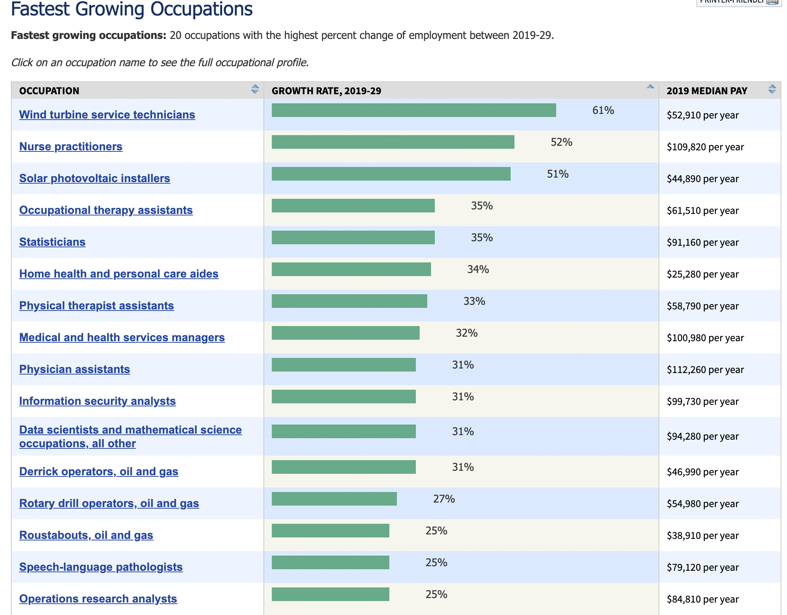 Fastest Growing Occupations
PRINTER-FRIENDLY
Fastest growing occupations: 20 occupations with the highest percent change of employment between 2019-29.
Click on an occupation name to see the full occupational profile.
OCCUPATION GROWTH RATE, 2019-29 2019 MEDIAN PAY
Wind turbine service technicians 61% $52,910 per year
Nurse practitioners 52% $109,820 per year
Solar photovoltaic installers 51% $44,890 per year
Occupational therapy assistants 35% $61,510 per year
Statisticians 35% $91,160 per year
Home health and personal care aides 34% $25,280 per year
Physical therapist assistants 33% $58,790 per year
Medical and health services managers 32% $100,980 per year
Physician assistants 31% $112,260 per year
Information security analysts 31% $99,730 per year
Data scientists and mathematical science
occupations, all other 31% $94,280 per year
Derrick operators, oil and gas 31% $46,990 per year
Rotary drill operators, oil and gas 27% $54,980 per year
Roustabouts, oil and gas 25% $38,910 per year
Speech-language pathologists 25% $79,120 per year
Operations research analysts 25% $84,810 per year